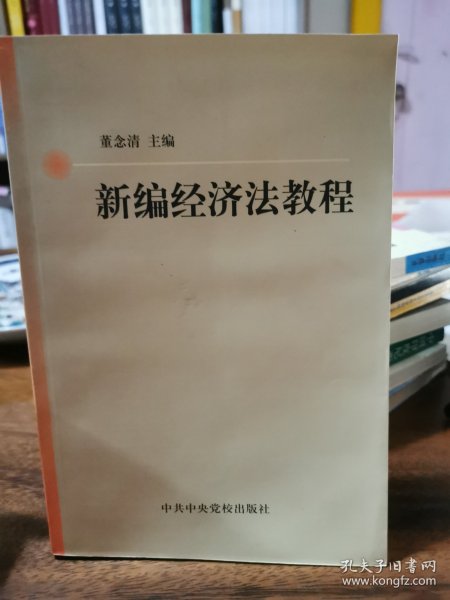 董念清 主编
新编经济法教程
中共中央党校出版社
孔夫子旧书网
www.kongfz.com